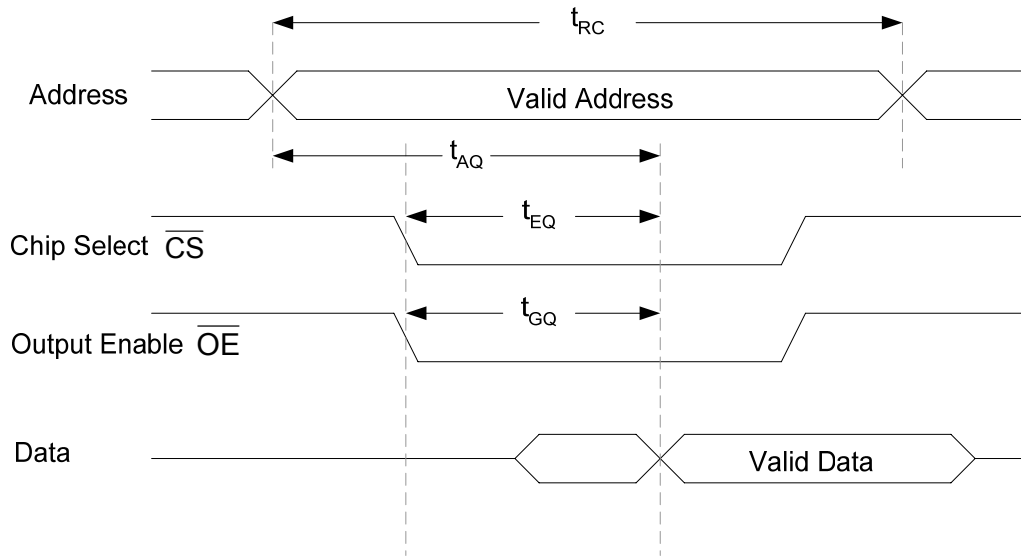 tRC
Address
Valid Address
tAQ
tEQ
Chip Select CS
tGQ
Output Enable OE
Data
Valid Data